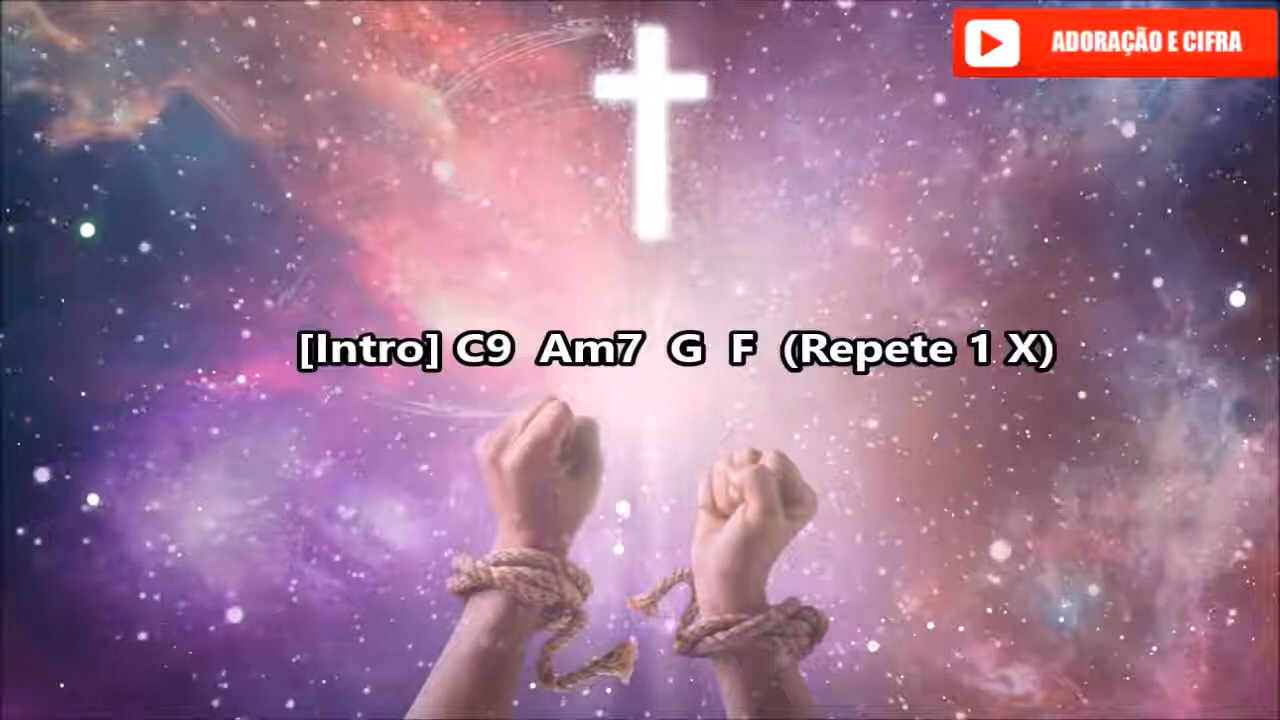 ADORAÇÃO E CIFRA
[Intro] C9 Am7 G F (Repete 1 X)